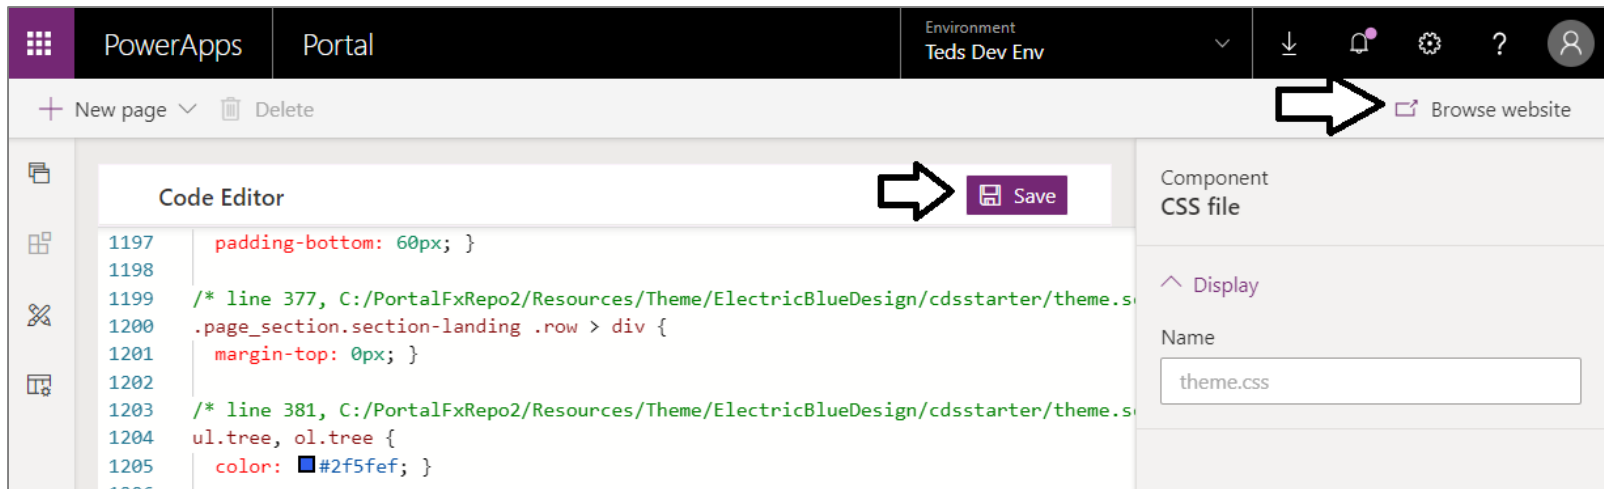 PowerApps
Portal
Environment
Teds Dev Env
?
New page
Delete
Browse website
Code Editor
Save
Component
CSS file
1197 padding-bottom: 60px; }
1198
1199 /* line 377, C:/PortalFxRepo2/Resources/Theme/ElectricBlueDesign/cdsstarter/theme.s
1200 .page_section.section-landing .row > div {
1201 margin-top: 0px; }
1202
1203 /* line 381, C:/PortalFxRepo2/Resources/Theme/ElectricBlueDesign/cdsstarter/theme.s
1204 ul.tree, ol.tree {
1205 color: #2f5fef; }
Display
Name
theme.css